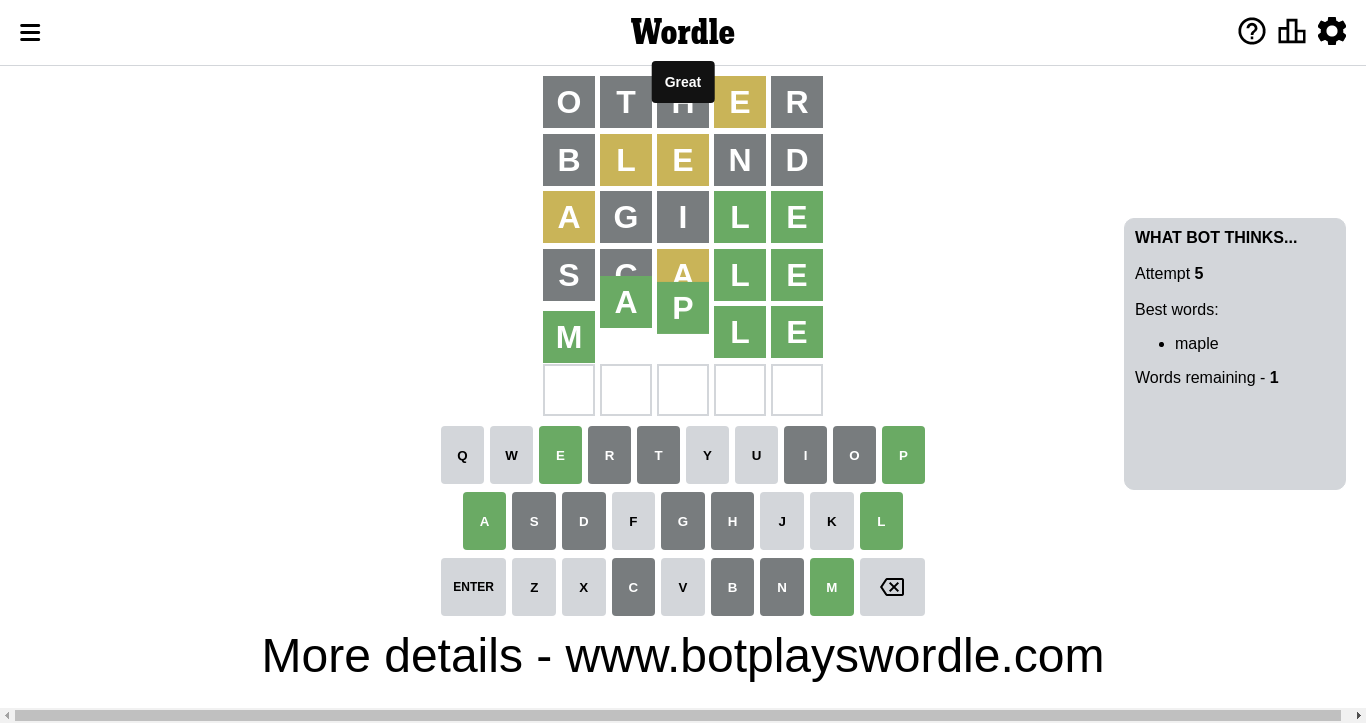 Wordle
Great
O T H E R
B L E N D
A G I L E
S C A L E
M A P L E
WHAT BOT THINKS...
Attempt 5
Best words:
• maple
Words remaining - 1
Q W E R T Y U I O P
A S D F G H J K L
ENTER Z X C V B N M
More details - www.botplayswordle.com